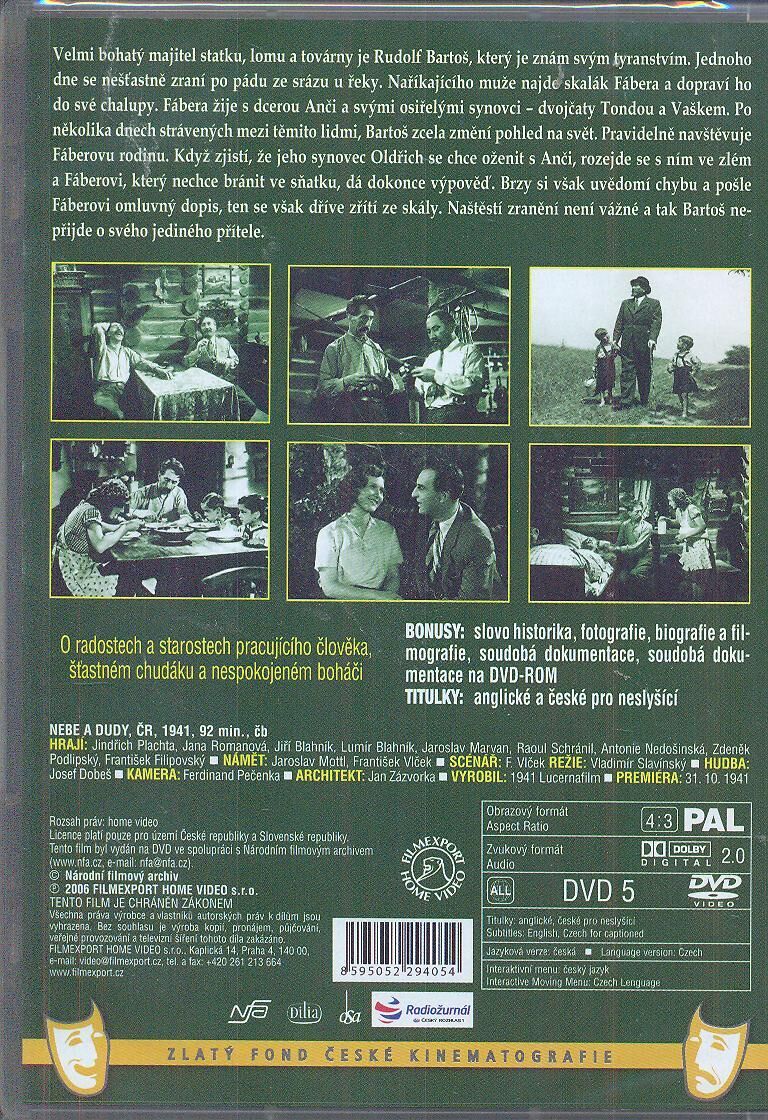 Velmi bohatý majitel statku, lomu a továrny je Rudolf Bartoš, který je znám svým tyranstvím. Jednoho
dne se nešťastně zraní po pádu ze srázu u řeky. Naříkajícího muže najde skalák Fábera a dopraví ho
do své chalupy. Fábera žije s dcerou Anči a svými osiřelými synovci – dvojčaty Tondou a Vaškem. Po
několika dnech strávených mezi těmito lidmi, Bartoš zcela změní pohled na svět. Pravidelně navštěvuje
Fáberovu rodinu. Když zjistí, že jeho synovec Oldřich se chce oženit s Anči, rozejde se s ním ve zlém
a Fáberovi, který nechce bránit ve sňatku, dá dokonce výpověď. Brzy si však uvědomí chybu a pošle
Fáberovi omluvný dopis, ten se však dříve zřítí ze skály. Naštěstí zranění není vážné a tak Bartoš ne-
přijde o svého jediného přítele.
O radostech a starostech pracujícího člověka,
šťastném chudáku a nespokojeném boháči
BONUSY: slovo historika, fotografie, biografie a fil-
mografie, soudobá dokumentace, soudobá doku-
mentace na DVD-ROM
TITULKY: anglické a české pro neslyšící
NEBE A DUDY, ČR, 1941, 92 min., čb
HRAJÍ: Jindřich Plachta, Jana Romanová, Jiří Blahník, Lumír Blahník, Jaroslav Marvan, Raoul Schránil, Antonie Nedošinská, Zdeněk
Podlipský, František Filipovský ■ NÁMĚT: Jaroslav Mottl, František Vlček ■ SCÉNÁŘ: F. Vlček REŽIE: Vladimír Slavínský ■ HUDBA:
Josef Dobeš ■ KAMERA: Ferdinand Pečenka ■ ARCHITEKT: Jan Zázvorka ■ VYROBIL: 1941 Lucernafilm ■ PREMIÉRA: 31. 10. 1941
Rozsah práv: home video
Licence platí pouze pro území České republiky a Slovenské republiky.
Tento film byl vydán na DVD ve spolupráci s Národním filmovým archivem
(www.nfa.cz, e-mail: nfa@nfa.cz).
© Národní filmový archiv
℗ 2006 FILMEXPORT HOME VIDEO s.r.o.
TENTO FILM JE CHRÁNĚN ZÁKONEM
Všechna práva výrobce a vlastníků autorských práv k dílům jsou
vyhrazena. Bez souhlasu je výroba kopií, pronájem, půjčování,
veřejné provozování a televizní šíření tohoto díla zakázáno.
FILMEXPORT HOME VIDEO s.r.o., Kaplická 14, Praha 4, 140 00,
e-mail: video@filmexport.cz, tel. a fax: +420 261 213 664
www.filmexport.cz
FILMEXPORT
HOME VIDEO
8 595052 294054
Obrazový formát
Aspect Ratio
4:3 PAL
Zvukový formát
Audio
DOLBY
DIGITAL 2.0
ALL
DVD 5
DVD
VIDEO
Titulky: anglické, české pro neslyšící
Subtitles: English, Czech for captioned
Jazyková verze: česká ■ Language version: Czech
Interaktivní menu: český jazyk
Interactive Moving Menu: Czech Lenguage
nfa
Dilia
dsa
Radiožurnál
ČESKÝ ROZHLAS 1
ZLATÝ FOND ČESKÉ KINEMATOGRAFIE